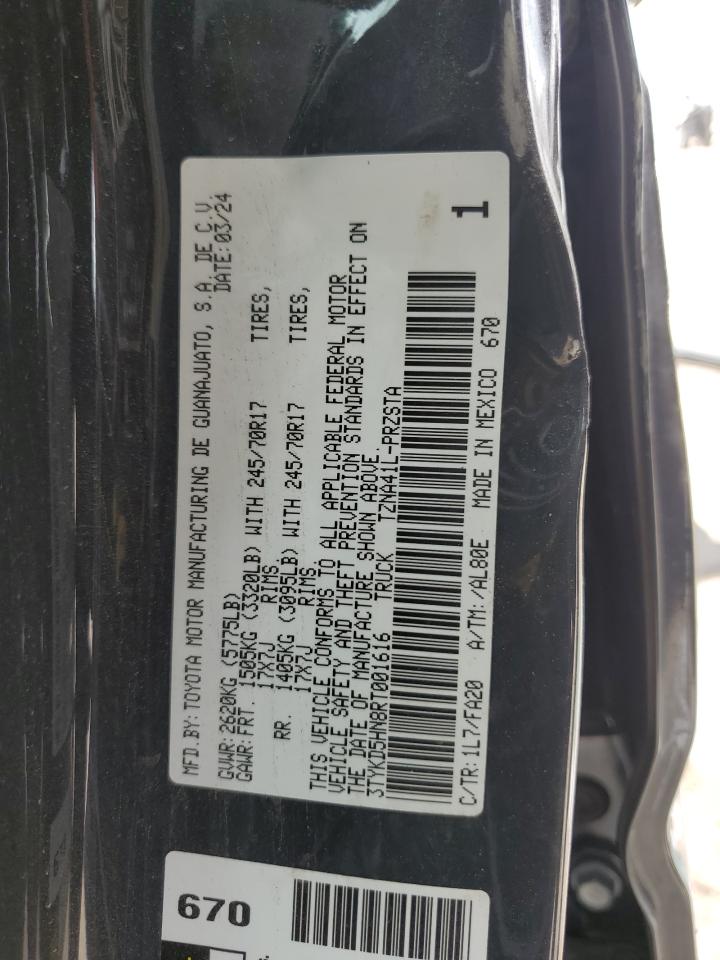 MFD.BY:TOYOTA MOTOR MANUFACTURING DE GUANAJUATO, S.A. DE C.V.
DATE:03/24
GVWR:2620KG (5775LB)
GAWR:FRT. 1505KG (3320LB) WITH 245/70R17 TIRES,
17X7J RIMS
RR. 1405KG (3095LB) WITH 245/70R17 TIRES,
17X7J RIMS
THIS VEHICLE CONFORMS TO ALL APPLICABLE FEDERAL MOTOR
VEHICLE SAFETY AND THEFT PREVENTION STANDARDS IN EFFECT ON
THE DATE OF MANUFACTURE SHOWN ABOVE.
3TYKD5HN8RT001616 TRUCK TZNA41L-PRZSTA
C/TR:1L7/FA20 A/TM:/AL80E MADE IN MEXICO 670
1
670